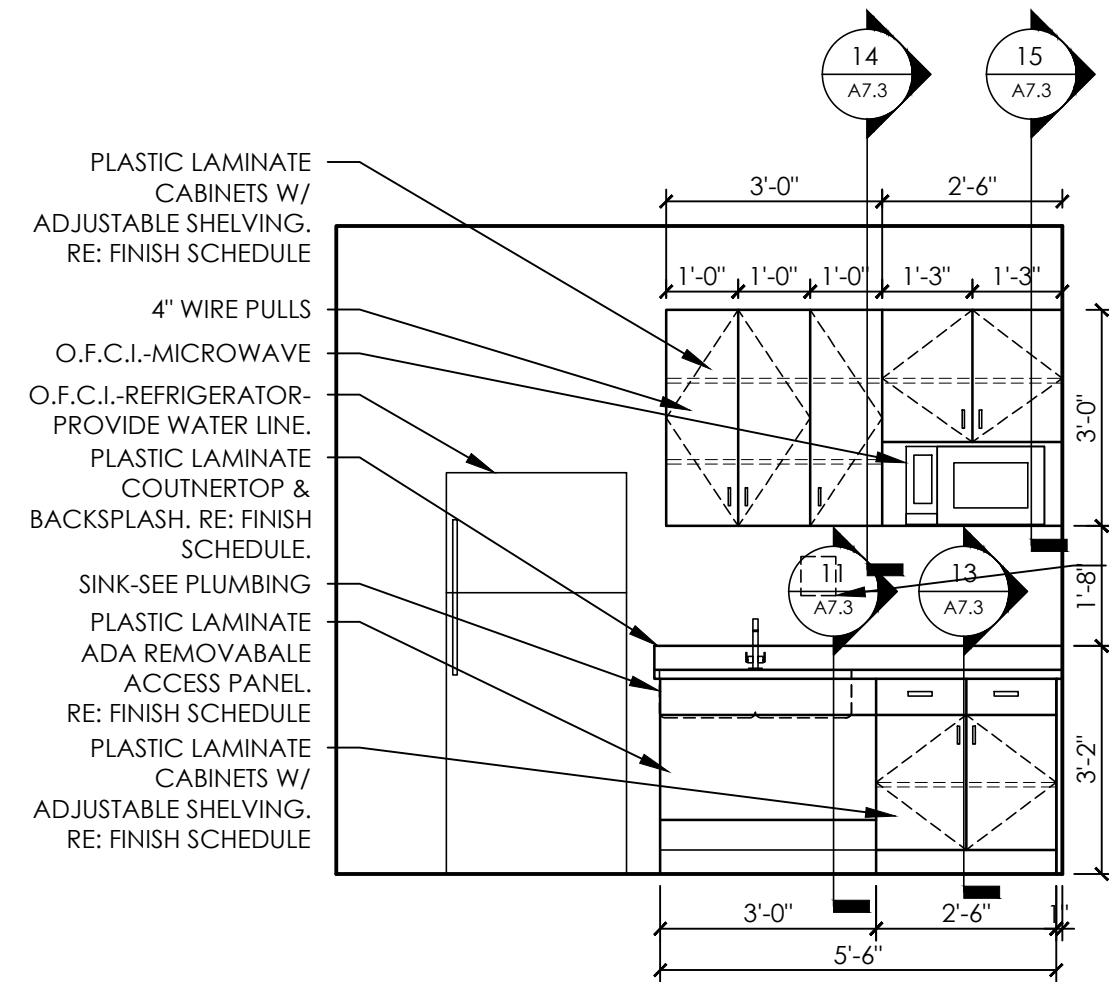 14
A7.3
15
A7.3
PLASTIC LAMINATE
CABINETS W/
ADJUSTABLE SHELVING.
RE: FINISH SCHEDULE
3'-0"
2'-6"
1'-0"
1'-0"
1'-0"
1'-3"
1'-3"
4" WIRE PULLS
O.F.C.I.-MICROWAVE
O.F.C.I.-REFRIGERATOR-
PROVIDE WATER LINE.
PLASTIC LAMINATE
COUTNERTOP &
BACKSPLASH. RE: FINISH
SCHEDULE.
SINK-SEE PLUMBING
PLASTIC LAMINATE
ADA REMOVABALE
ACCESS PANEL.
RE: FINISH SCHEDULE
PLASTIC LAMINATE
CABINETS W/
ADJUSTABLE SHELVING.
RE: FINISH SCHEDULE
3'-0"
11
A7.3
13
A7.3
1'-8"
3'-2"
3'-0"
2'-6"
1"
5'-6"